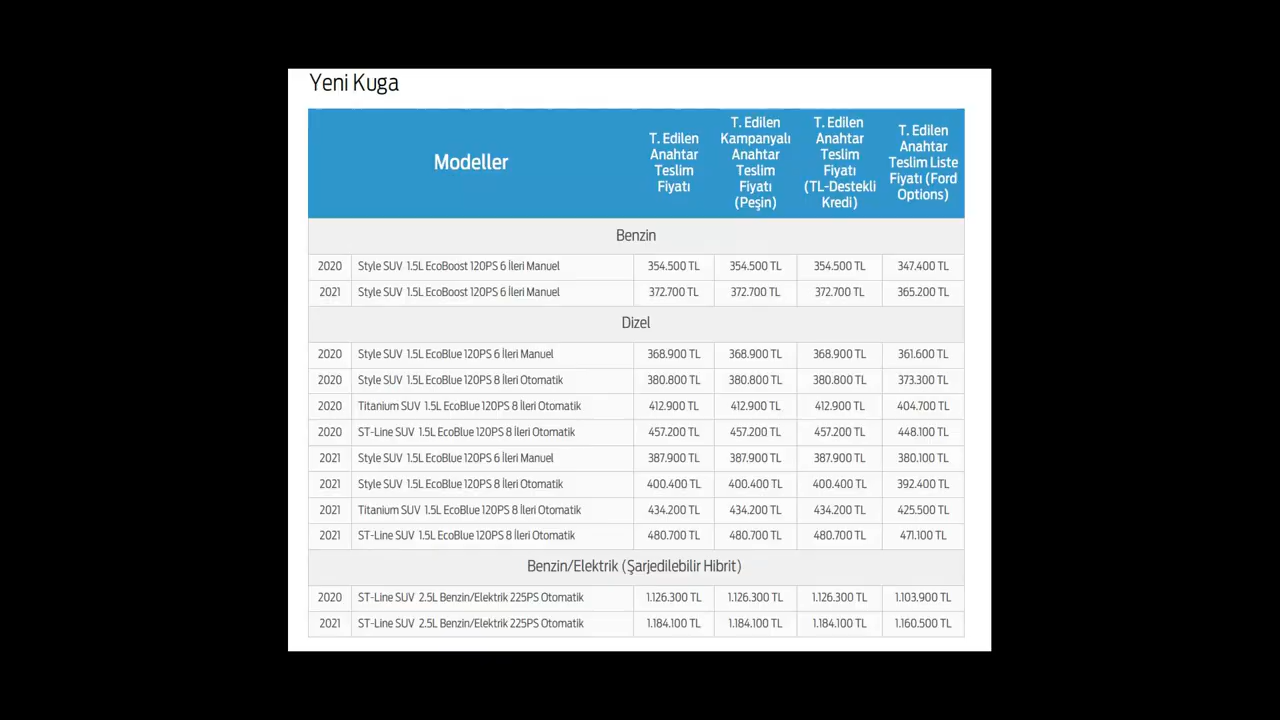 Yeni Kuga
Modeller
T. Edilen
Anahtar
Teslim
Fiyatı
T. Edilen
Kampanyalı
Anahtar
Teslim
Fiyatı
(Peşin)
T. Edilen
Anahtar
Teslim
Fiyatı
(TL-Destekli
Kredi)
T. Edilen
Anahtar
Teslim Liste
Fiyatı (Ford
Options)
Benzin
2020 Style SUV 1.5L EcoBoost 120PS 6 İleri Manuel 354.500 TL 354.500 TL 354.500 TL 347.400 TL
2021 Style SUV 1.5L EcoBoost 120PS 6 İleri Manuel 372.700 TL 372.700 TL 372.700 TL 365.200 TL
Dizel
2020 Style SUV 1.5L EcoBlue 120PS 6 İleri Manuel 368.900 TL 368.900 TL 368.900 TL 361.600 TL
2020 Style SUV 1.5L EcoBlue 120PS 8 İleri Otomatik 380.800 TL 380.800 TL 380.800 TL 373.300 TL
2020 Titanium SUV 1.5L EcoBlue 120PS 8 İleri Otomatik 412.900 TL 412.900 TL 412.900 TL 404.700 TL
2020 ST-Line SUV 1.5L EcoBlue 120PS 8 İleri Otomatik 457.200 TL 457.200 TL 457.200 TL 448.100 TL
2021 Style SUV 1.5L EcoBlue 120PS 6 İleri Manuel 387.900 TL 387.900 TL 387.900 TL 380.100 TL
2021 Style SUV 1.5L EcoBlue 120PS 8 İleri Otomatik 400.400 TL 400.400 TL 400.400 TL 392.400 TL
2021 Titanium SUV 1.5L EcoBlue 120PS 8 İleri Otomatik 434.200 TL 434.200 TL 434.200 TL 425.500 TL
2021 ST-Line SUV 1.5L EcoBlue 120PS 8 İleri Otomatik 480.700 TL 480.700 TL 480.700 TL 471.100 TL
Benzin/Elektrik (Şarjedilebilir Hibrit)
2020 ST-Line SUV 2.5L Benzin/Elektrik 225PS Otomatik 1.126.300 TL 1.126.300 TL 1.126.300 TL 1.103.900 TL
2021 ST-Line SUV 2.5L Benzin/Elektrik 225PS Otomatik 1.184.100 TL 1.184.100 TL 1.184.100 TL 1.160.500 TL